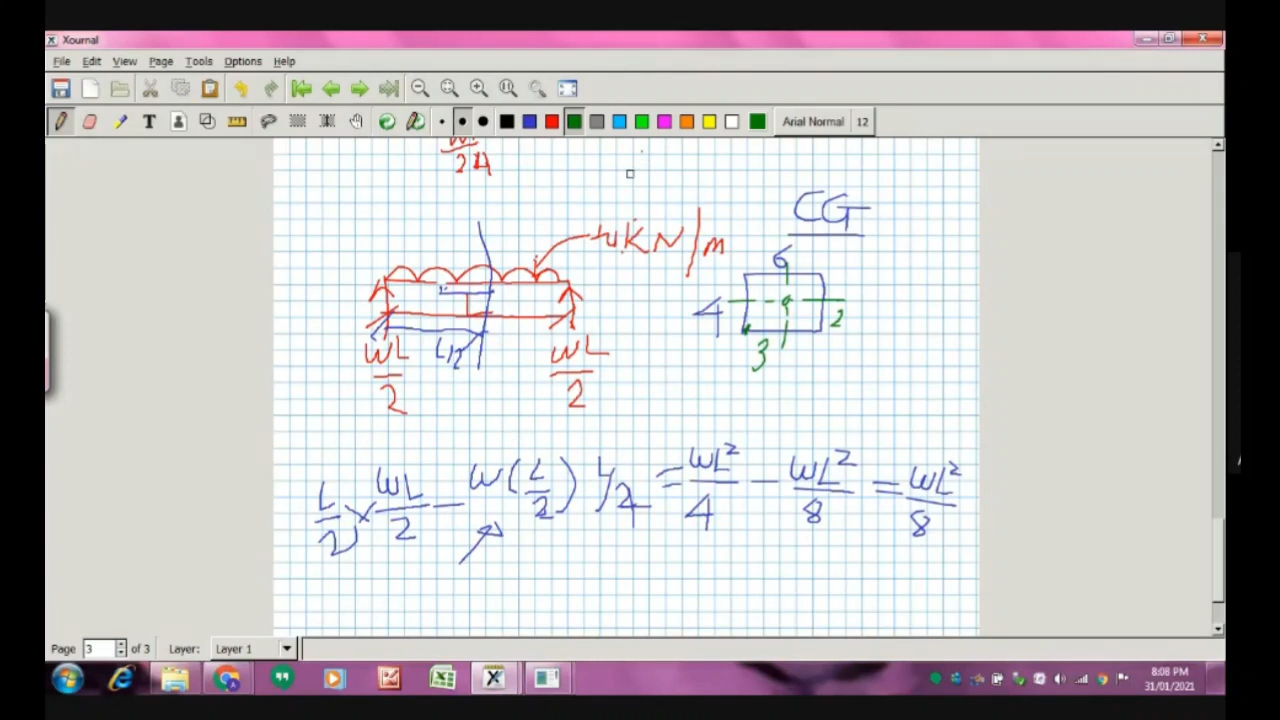 Xournal
File Edit View Page Tools Options Help
Arial Normal 12
24
CG
wKN/m
6
4
2
3
L/2
WL/2 WL/2
L/2 × WL/2 - W(L/2) L/4 = WL²/4 - WL²/8 = WL²/8
Page 3 of 3 Layer: Layer 1
8:08 PM
31/01/2021